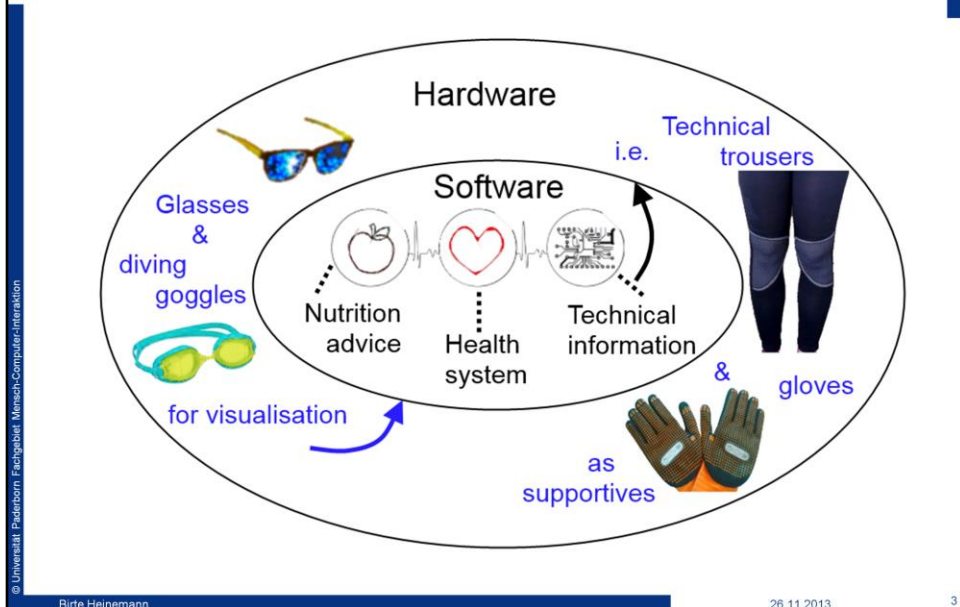 Hardware
Technical
trousers
i.e.
Software
Glasses
&
diving
goggles
Nutrition
advice
Health
system
Technical
information
&
gloves
for visualisation
as
supportives
© Universität Paderborn Fachgebiet Mensch-Computer-Interaktion
Birte Heinemann
26.11.2013
3